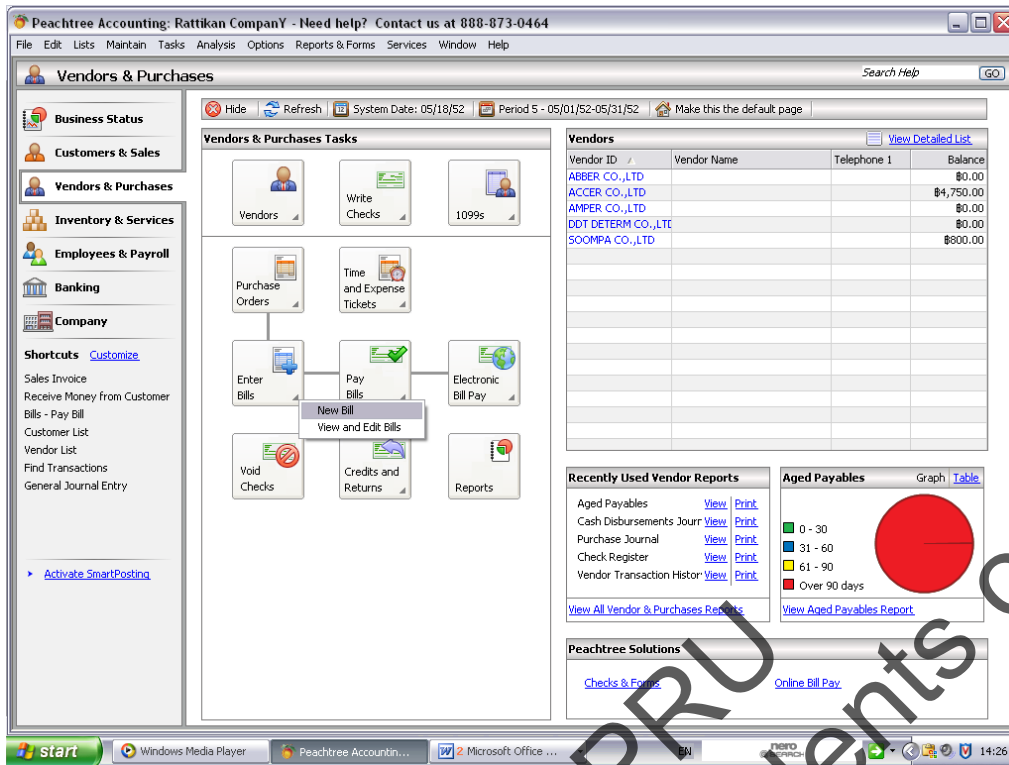 Peachtree Accounting: Rattikan CompanY - Need help? Contact us at 888-873-0464
File Edit Lists Maintain Tasks Analysis Options Reports & Forms Services Window Help
Vendors & Purchases
Search Help GO
Business Status
Customers & Sales
Vendors & Purchases
Inventory & Services
Employees & Payroll
Banking
Company
Shortcuts Customize
Sales Invoice
Receive Money from Customer
Bills - Pay Bill
Customer List
Vendor List
Find Transactions
General Journal Entry
Activate SmartPosting
Hide Refresh System Date: 05/18/52 Period 5 - 05/01/52-05/31/52 Make this the default page
Vendors & Purchases Tasks
Vendors
Write
Checks
1099s
Purchase
Orders
Time
and Expense
Tickets
Enter
Bills
Pay
Bills
Electronic
Bill Pay
New Bill
View and Edit Bills
Void
Checks
Credits and
Returns
Reports
Vendors View Detailed List
Vendor ID Vendor Name Telephone 1 Balance
ABBER CO.,LTD ฿0.00
ACCER CO.,LTD ฿4,750.00
AMPER CO.,LTD ฿0.00
DDT DETERM CO.,LTD ฿0.00
SOOMPA CO.,LTD ฿800.00
Recently Used Vendor Reports
Aged Payables View Print
Cash Disbursements Jourr View Print
Purchase Journal View Print
Check Register View Print
Vendor Transaction Histor View Print
View All Vendor & Purchases Reports
Aged Payables Graph Table
0 - 30
31 - 60
61 - 90
Over 90 days
View Aged Payables Report
Peachtree Solutions
Checks & Forms Online Bill Pay
start Windows Media Player Peachtree Accountin... 2 Microsoft Office ... EN nero SEARCH 14:26
PRU
ents